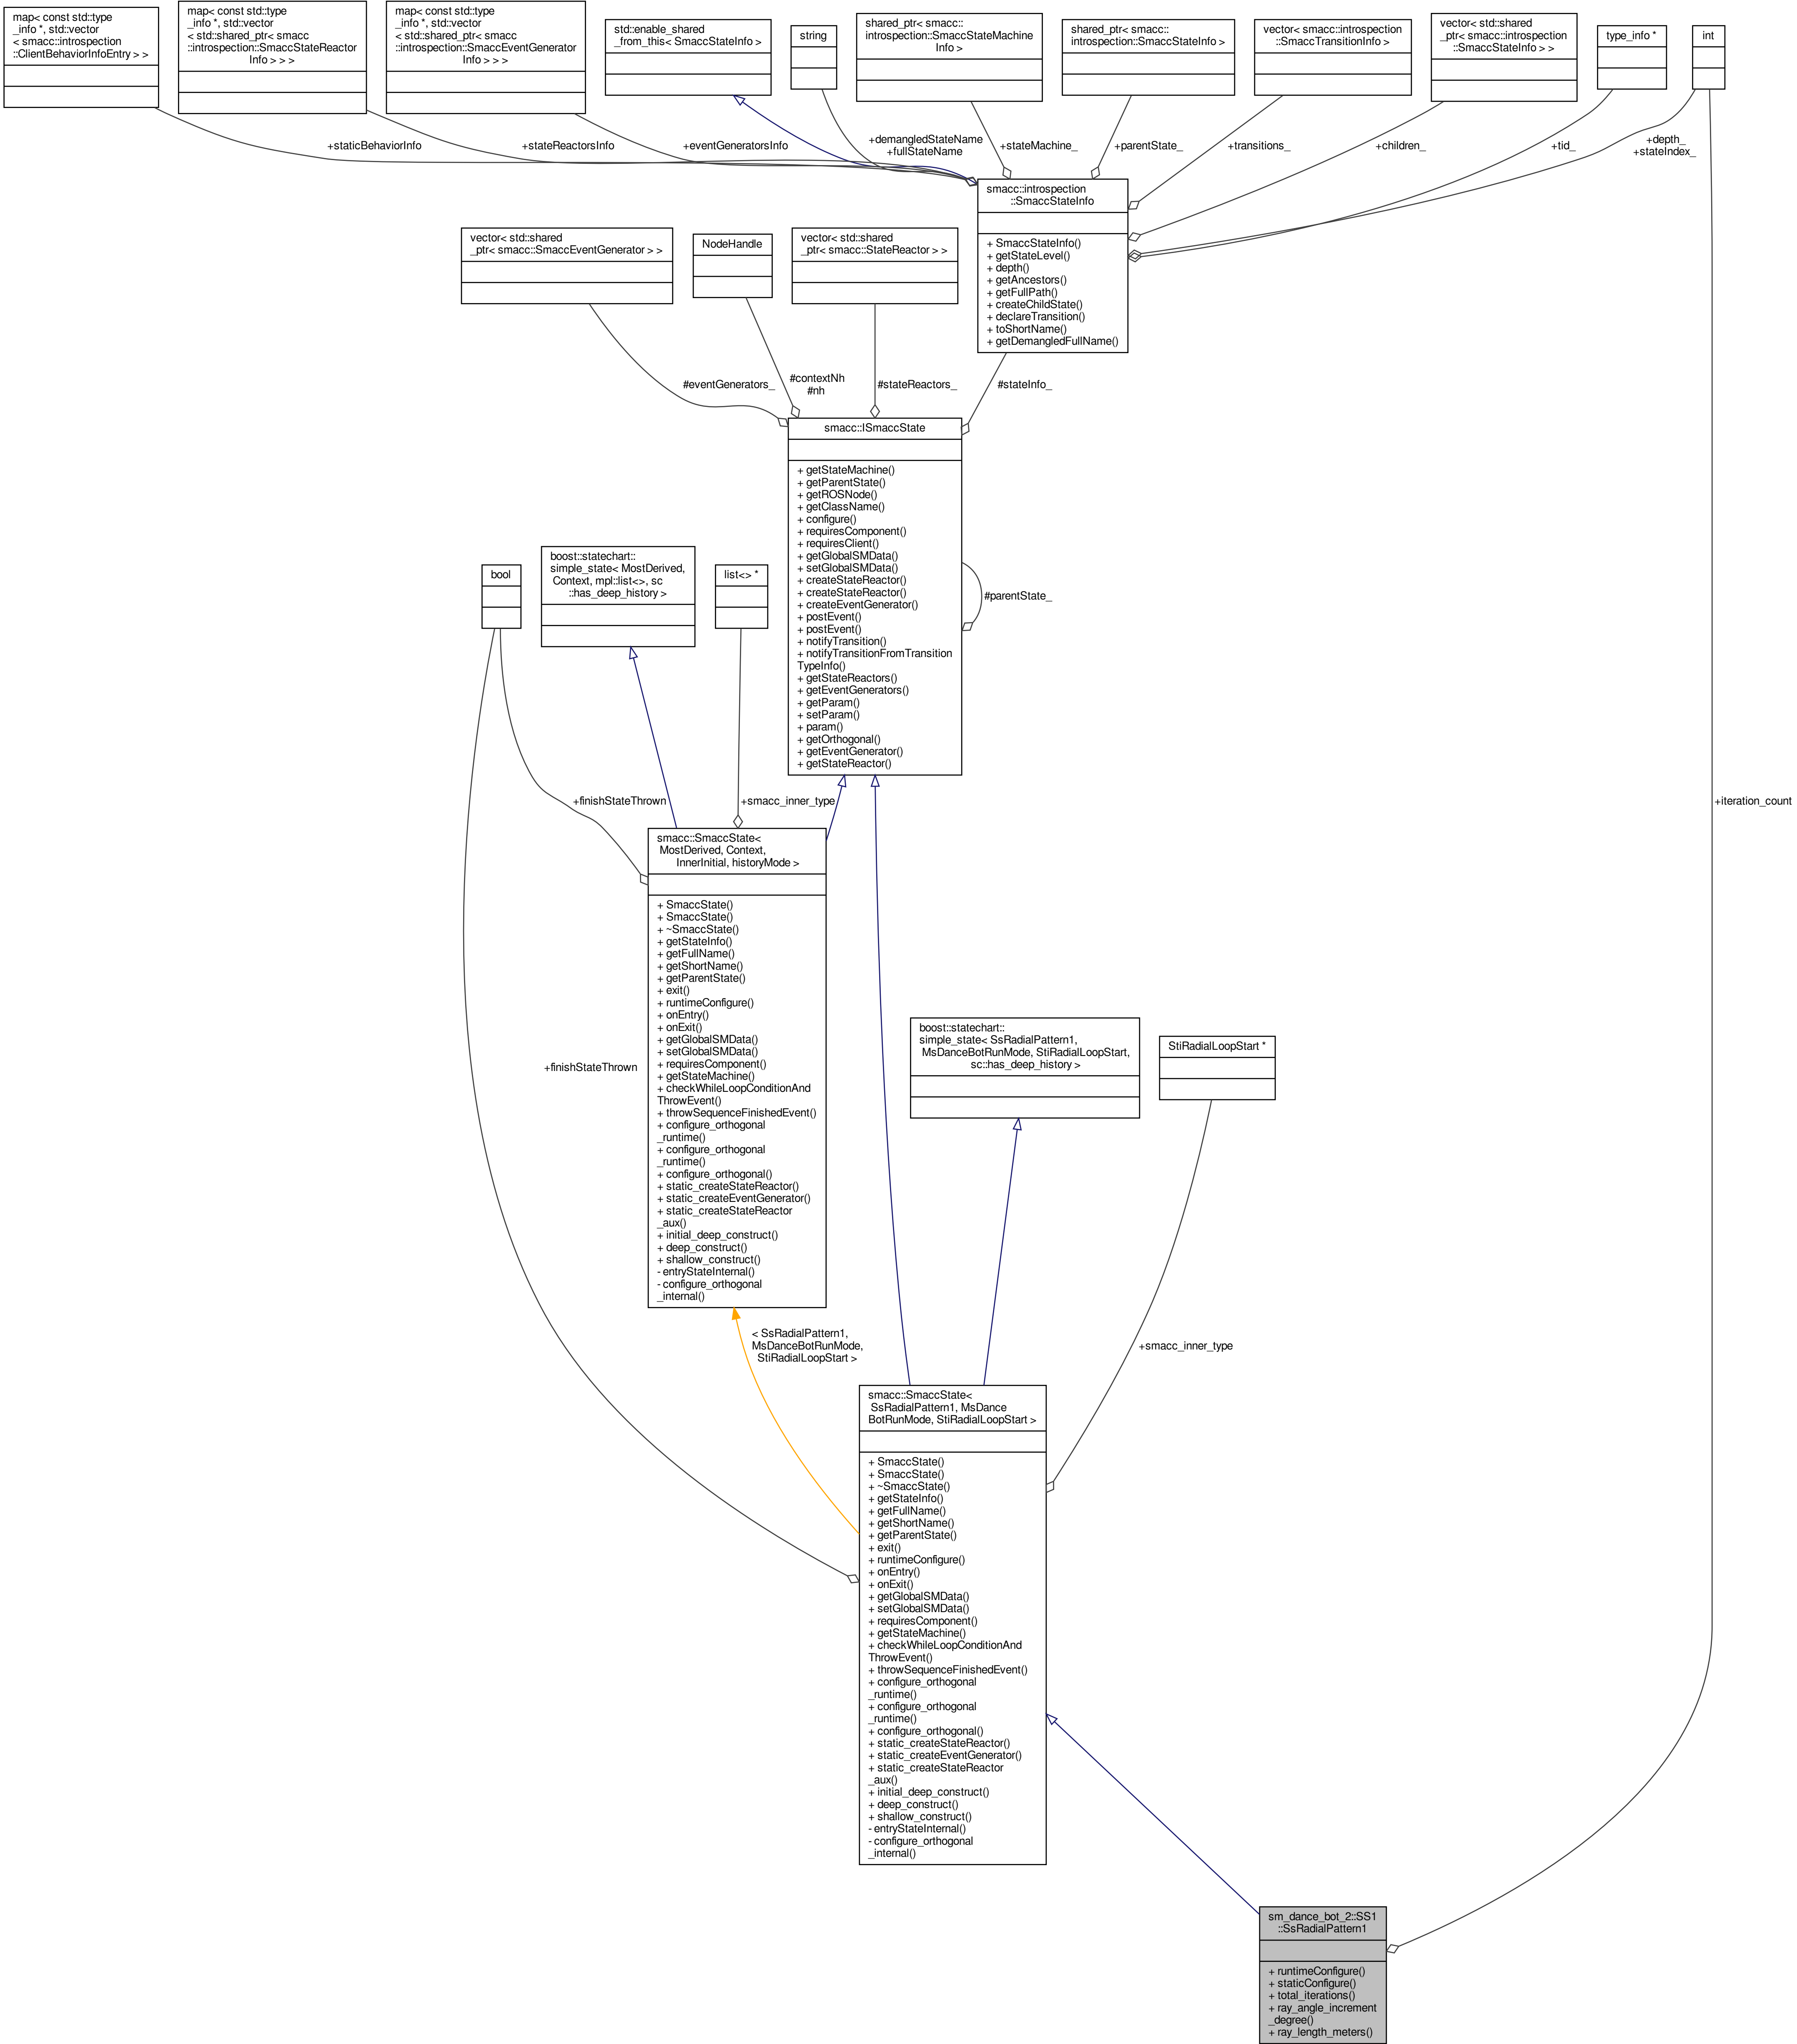 map< const std::type
_info *, std::vector
< smacc::introspection
::ClientBehaviorInfoEntry > >
map< const std::type
_info *, std::vector
< std::shared_ptr< smacc
::introspection::SmaccStateReactor
Info > > >
map< const std::type
_info *, std::vector
< std::shared_ptr< smacc
::introspection::SmaccEventGenerator
Info > > >
std::enable_shared
_from_this< SmaccStateInfo >
string
shared_ptr< smacc::
introspection::SmaccStateMachine
Info >
shared_ptr< smacc::
introspection::SmaccStateInfo >
vector< smacc::introspection
::SmaccTransitionInfo >
vector< std::shared
_ptr< smacc::introspection
::SmaccStateInfo > >
type_info *
int
+staticBehaviorInfo
+stateReactorsInfo
+eventGeneratorsInfo
+demangledStateName
+fullStateName
+stateMachine_
+parentState_
+transitions_
+children_
+tid_
+depth_
+stateIndex_
smacc::introspection
::SmaccStateInfo
+ SmaccStateInfo()
+ getStateLevel()
+ depth()
+ getAncestors()
+ getFullPath()
+ createChildState()
+ declareTransition()
+ toShortName()
+ getDemangledFullName()
vector< std::shared
_ptr< smacc::SmaccEventGenerator > >
NodeHandle
vector< std::shared
_ptr< smacc::StateReactor > >
#eventGenerators_
#contextNh
#nh
#stateReactors_
#stateInfo_
smacc::ISmaccState
+ getStateMachine()
+ getParentState()
+ getROSNode()
+ getClassName()
+ configure()
+ requiresComponent()
+ requiresClient()
+ getGlobalSMData()
+ setGlobalSMData()
+ createStateReactor()
+ createStateReactor()
+ createEventGenerator()
+ postEvent()
+ postEvent()
+ notifyTransition()
+ notifyTransitionFromTransition
TypeInfo()
+ getStateReactors()
+ getEventGenerators()
+ getParam()
+ setParam()
+ param()
+ getOrthogonal()
+ getEventGenerator()
+ getStateReactor()
#parentState_
bool
boost::statechart::
simple_state< MostDerived,
Context, mpl::list<>, sc
::has_deep_history >
list<> *
+finishStateThrown
+smacc_inner_type
+iteration_count
smacc::SmaccState<
MostDerived, Context,
InnerInitial, historyMode >
+ SmaccState()
+ SmaccState()
+ ~SmaccState()
+ getStateInfo()
+ getFullName()
+ getShortName()
+ getParentState()
+ exit()
+ runtimeConfigure()
+ onEntry()
+ onExit()
+ getGlobalSMData()
+ setGlobalSMData()
+ requiresComponent()
+ getStateMachine()
+ checkWhileLoopConditionAnd
ThrowEvent()
+ throwSequenceFinishedEvent()
+ configure_orthogonal
_runtime()
+ configure_orthogonal
_runtime()
+ configure_orthogonal()
+ static_createStateReactor()
+ static_createEventGenerator()
+ static_createStateReactor
_aux()
+ initial_deep_construct()
+ deep_construct()
+ shallow_construct()
- entryStateInternal()
- configure_orthogonal
_internal()
+finishStateThrown
boost::statechart::
simple_state< SsRadialPattern1,
MsDanceBotRunMode, StiRadialLoopStart,
sc::has_deep_history >
StiRadialLoopStart *
< SsRadialPattern1,
MsDanceBotRunMode,
StiRadialLoopStart >
+smacc_inner_type
smacc::SmaccState<
SsRadialPattern1, MsDance
BotRunMode, StiRadialLoopStart >
+ SmaccState()
+ SmaccState()
+ ~SmaccState()
+ getStateInfo()
+ getFullName()
+ getShortName()
+ getParentState()
+ exit()
+ runtimeConfigure()
+ onEntry()
+ onExit()
+ getGlobalSMData()
+ setGlobalSMData()
+ requiresComponent()
+ getStateMachine()
+ checkWhileLoopConditionAnd
ThrowEvent()
+ throwSequenceFinishedEvent()
+ configure_orthogonal
_runtime()
+ configure_orthogonal
_runtime()
+ configure_orthogonal()
+ static_createStateReactor()
+ static_createEventGenerator()
+ static_createStateReactor
_aux()
+ initial_deep_construct()
+ deep_construct()
+ shallow_construct()
- entryStateInternal()
- configure_orthogonal
_internal()
sm_dance_bot_2::SS1
::SsRadialPattern1
+ runtimeConfigure()
+ staticConfigure()
+ total_iterations()
+ ray_angle_increment
_degree()
+ ray_length_meters()